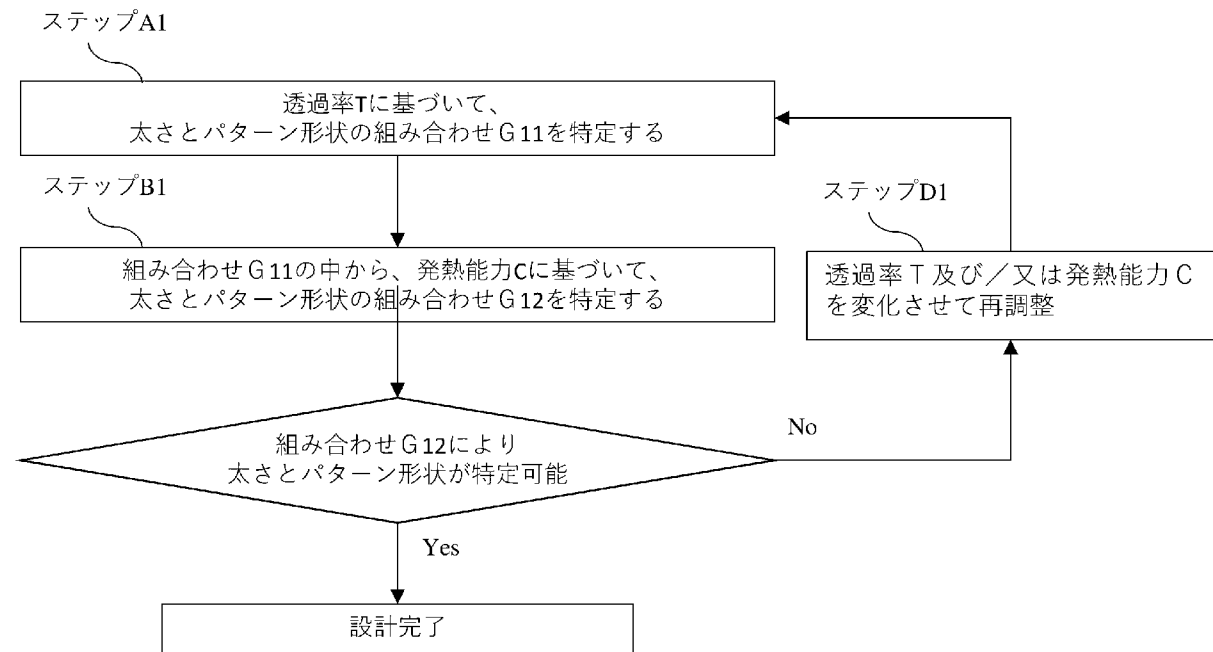 ステップA1
透過率Tに基づいて、
太さとパターン形状の組み合わせG11を特定する
ステップB1
組み合わせG11の中から、発熱能力Cに基づいて、
太さとパターン形状の組み合わせG12を特定する
ステップD1
透過率T及び/又は発熱能力C
を変化させて再調整
組み合わせG12により
太さとパターン形状が特定可能
No
Yes
設計完了